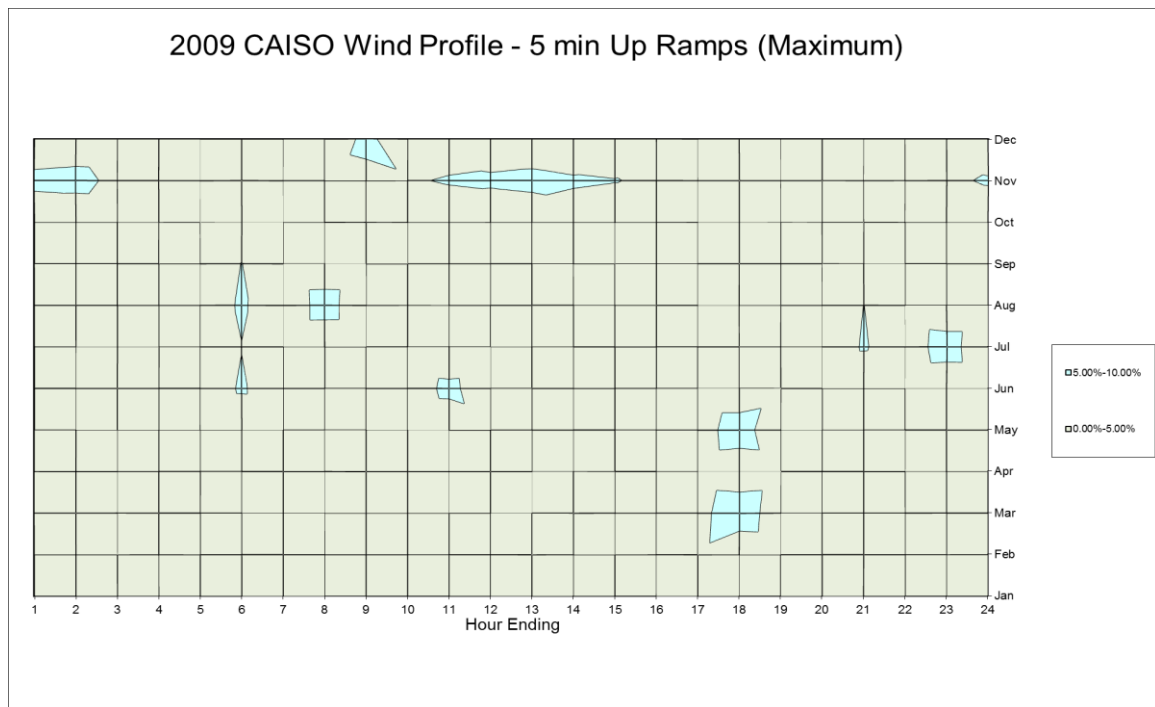 2009 CAISO Wind Profile - 5 min Up Ramps (Maximum)
Dec
Nov
Oct
Sep
Aug
Jul
Jun
May
Apr
Mar
Feb
Jan
1 2 3 4 5 6 7 8 9 10 11 12 13 14 15 16 17 18 19 20 21 22 23 24
Hour Ending
5.00%-10.00%
0.00%-5.00%